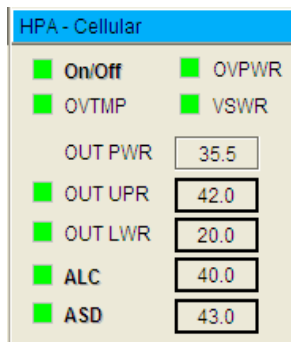 HPA - Cellular
On/Off OVPWR
OVTMP VSWR
OUT PWR 35.5
OUT UPR 42.0
OUT LWR 20.0
ALC 40.0
ASD 43.0